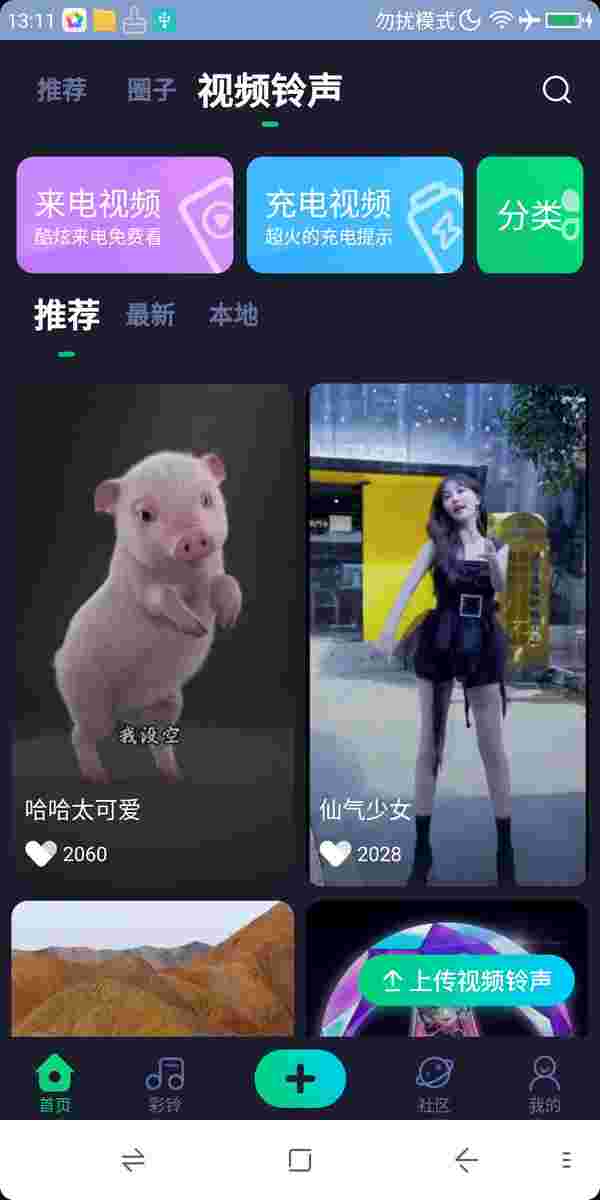 13:11 勿扰模式
推荐 圈子 视频铃声
来电视频 充电视频 分类
酷炫来电免费看 超火的充电提示
推荐 最新 本地
我没空
哈哈太可爱 仙气少女
2060 2028
上传视频铃声
首页 彩铃 社区 我的